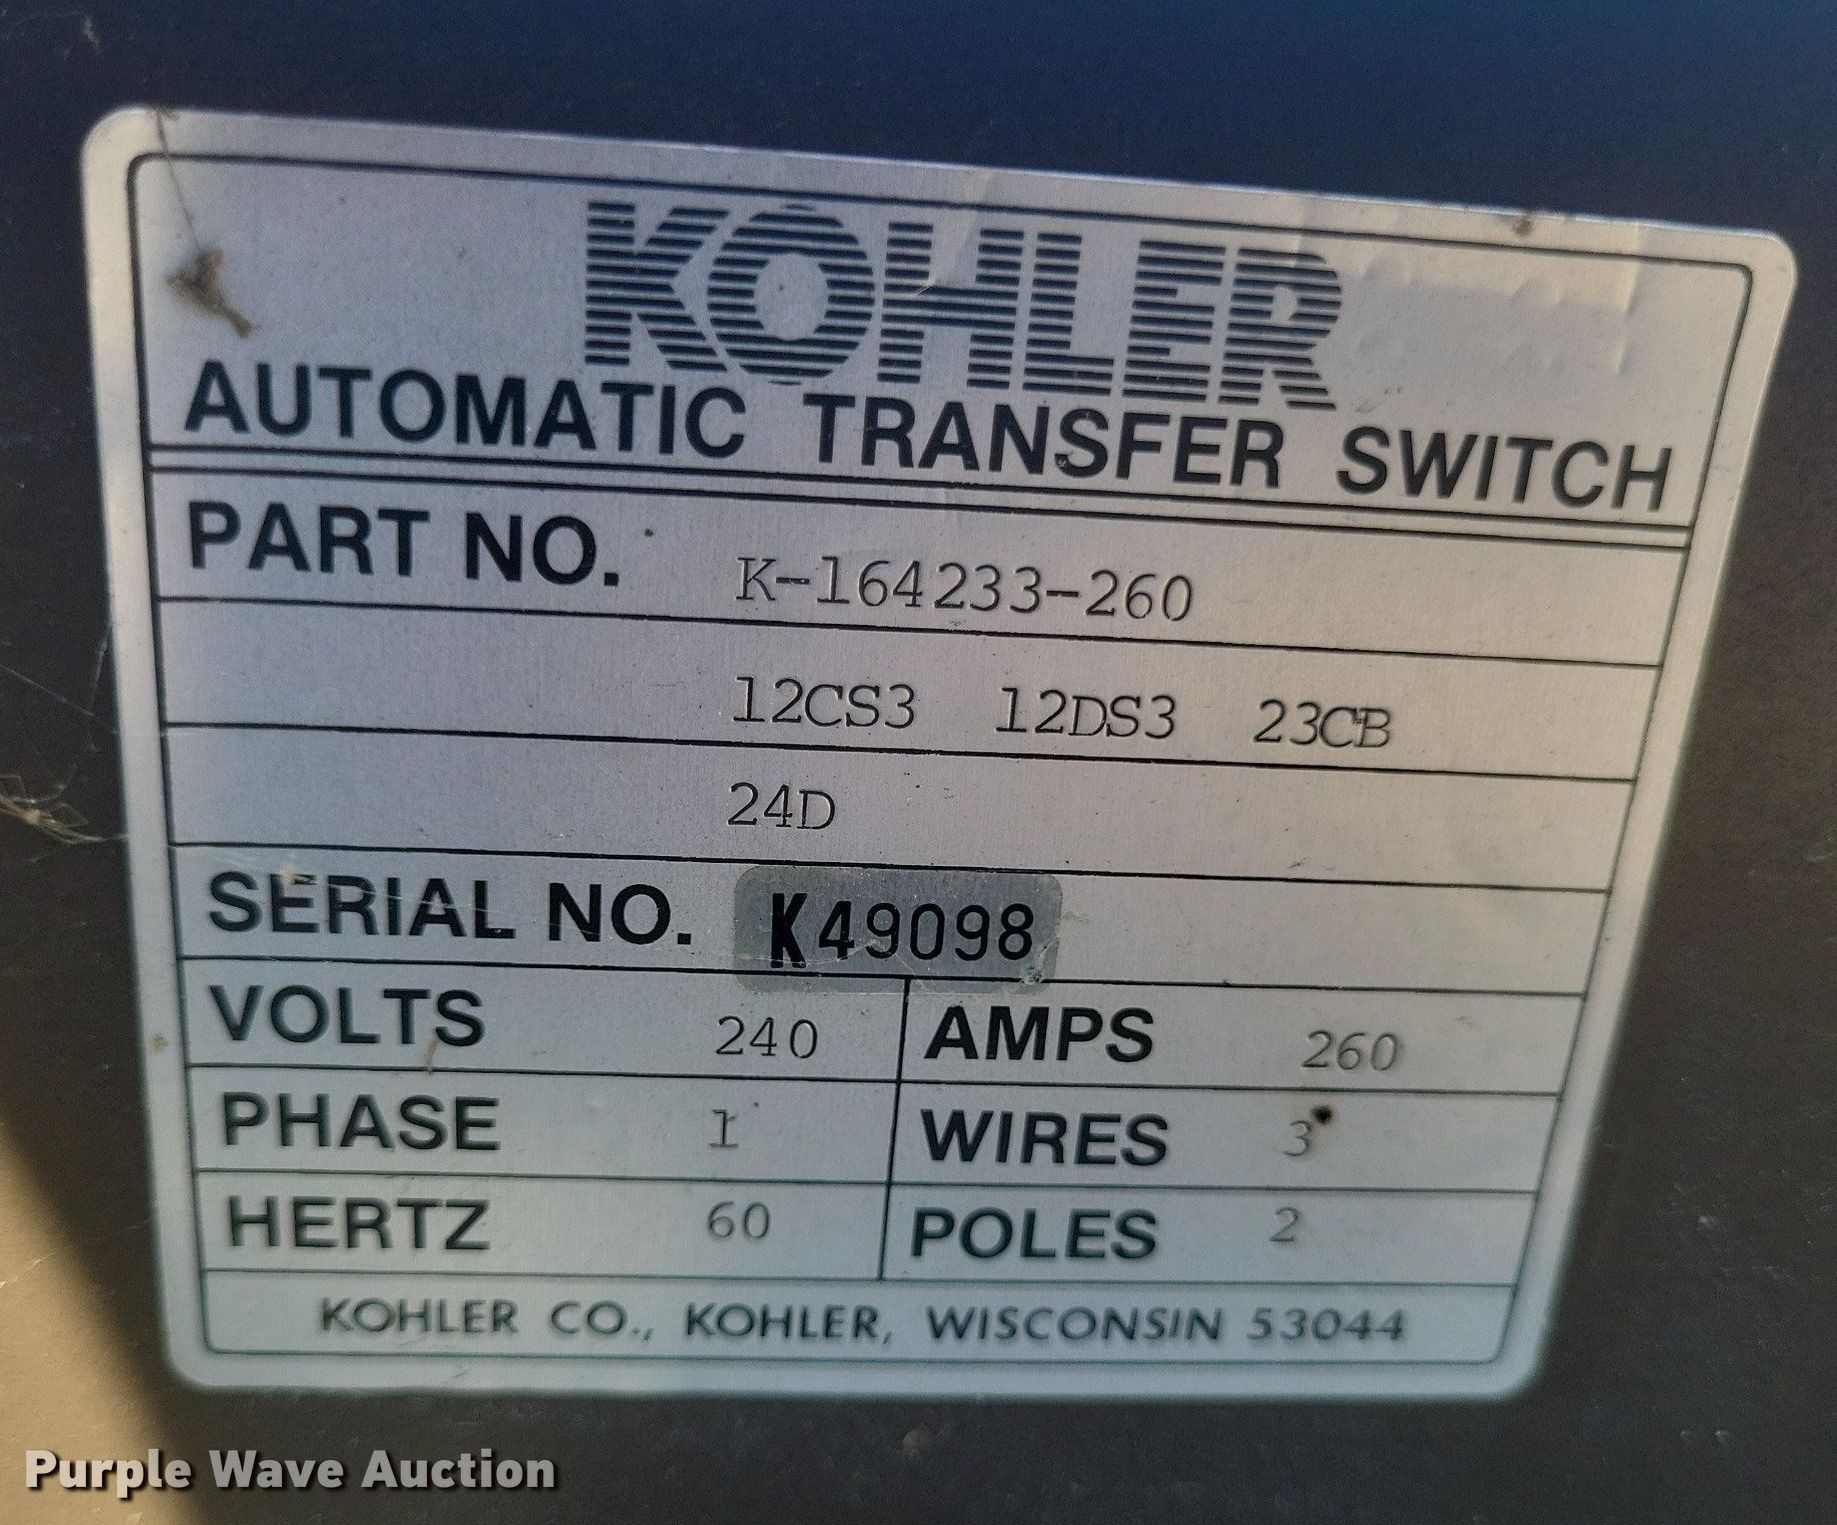 KOHLER
AUTOMATIC TRANSFER SWITCH
PART NO. K-164233-260
12CS3 12DS3 23CB
24D
SERIAL NO. K49098
VOLTS 240 AMPS 260
PHASE 1 WIRES 3
HERTZ 60 POLES 2
KOHLER CO., KOHLER, WISCONSIN 53044
Purple Wave Auction